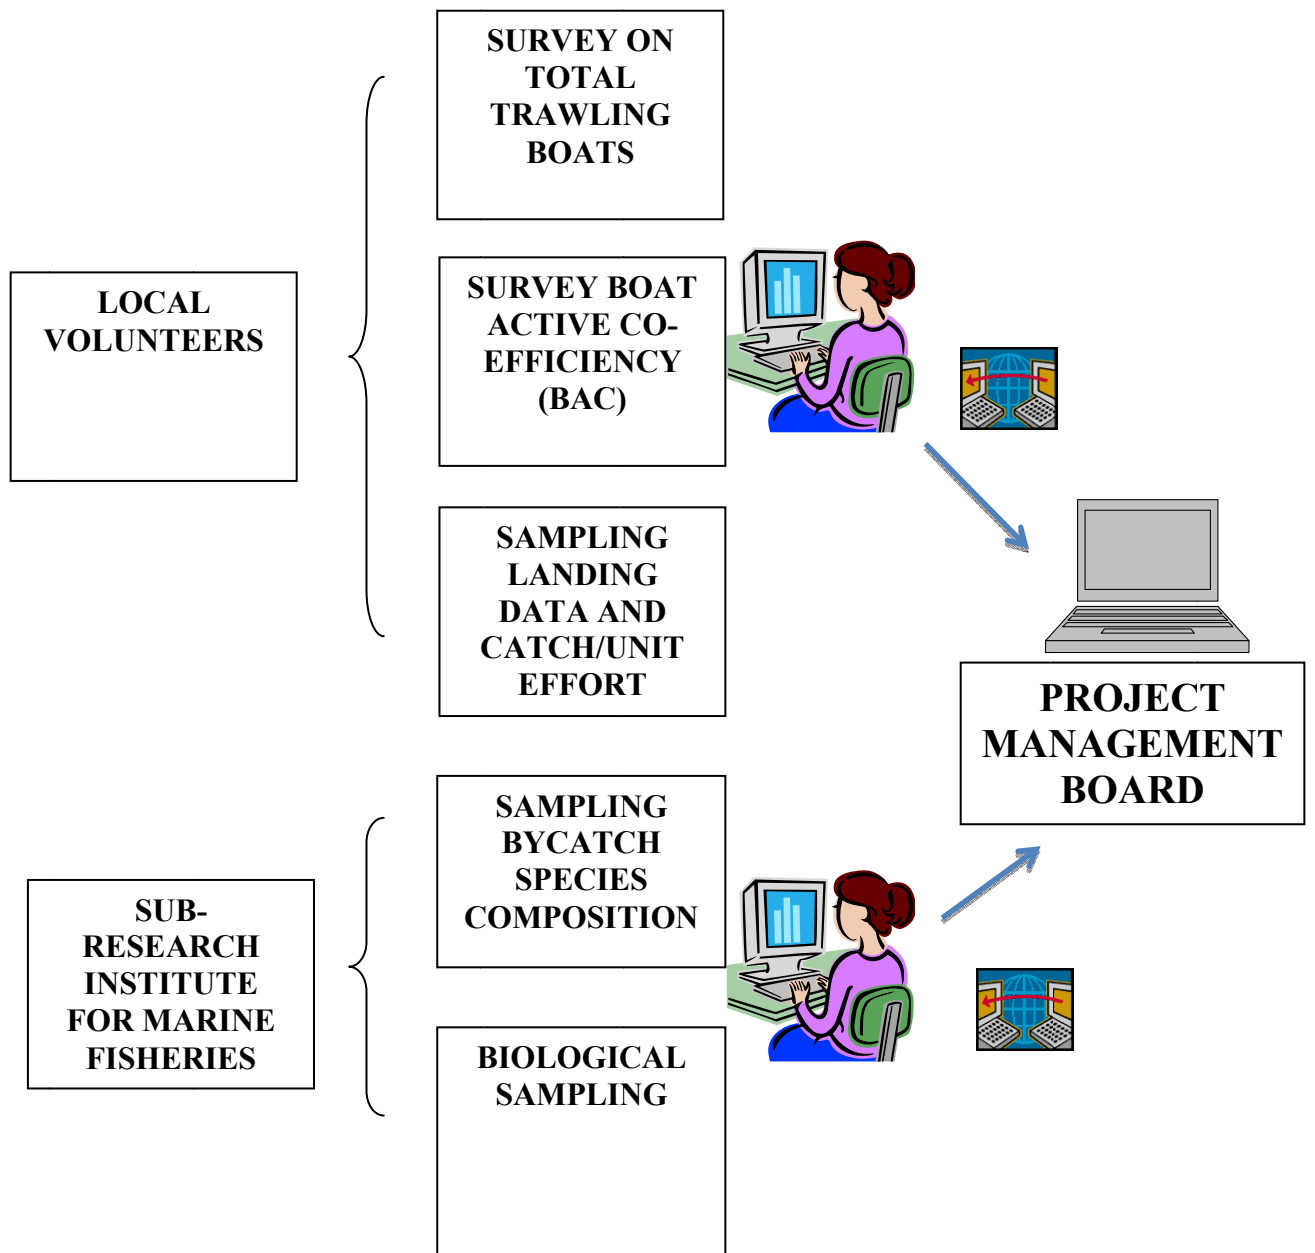 SURVEY ON
TOTAL
TRAWLING
BOATS
LOCAL
VOLUNTEERS
SURVEY BOAT
ACTIVE CO-
EFFICIENCY
(BAC)
SAMPLING
LANDING
DATA AND
CATCH/UNIT
EFFORT
PROJECT
MANAGEMENT
BOARD
SUB-
RESEARCH
INSTITUTE
FOR MARINE
FISHERIES
SAMPLING
BYCATCH
SPECIES
COMPOSITION
BIOLOGICAL
SAMPLING